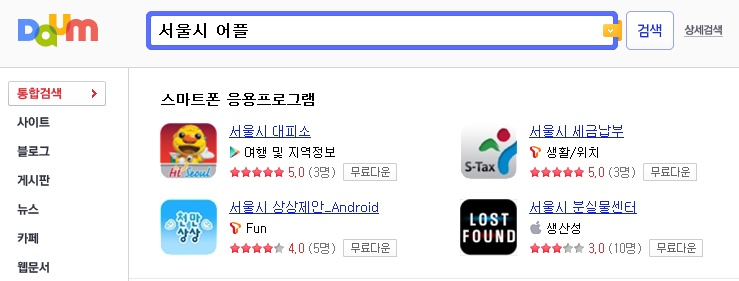 Daum
서울시 어플
검색
상세검색
통합검색
사이트
블로그
게시판
뉴스
카페
웹문서
스마트폰 응용프로그램
Hi Seoul
서울시 대피소
여행 및 지역정보
5.0 (3명) 무료다운
S-Tax
서울시 세금납부
생활/위치
5.0 (3명) 무료다운
천만상상
서울시 상상제안_Android
Fun
4.0 (5명) 무료다운
LOST
FOUND
서울시 분실물센터
생산성
3.0 (10명) 무료다운